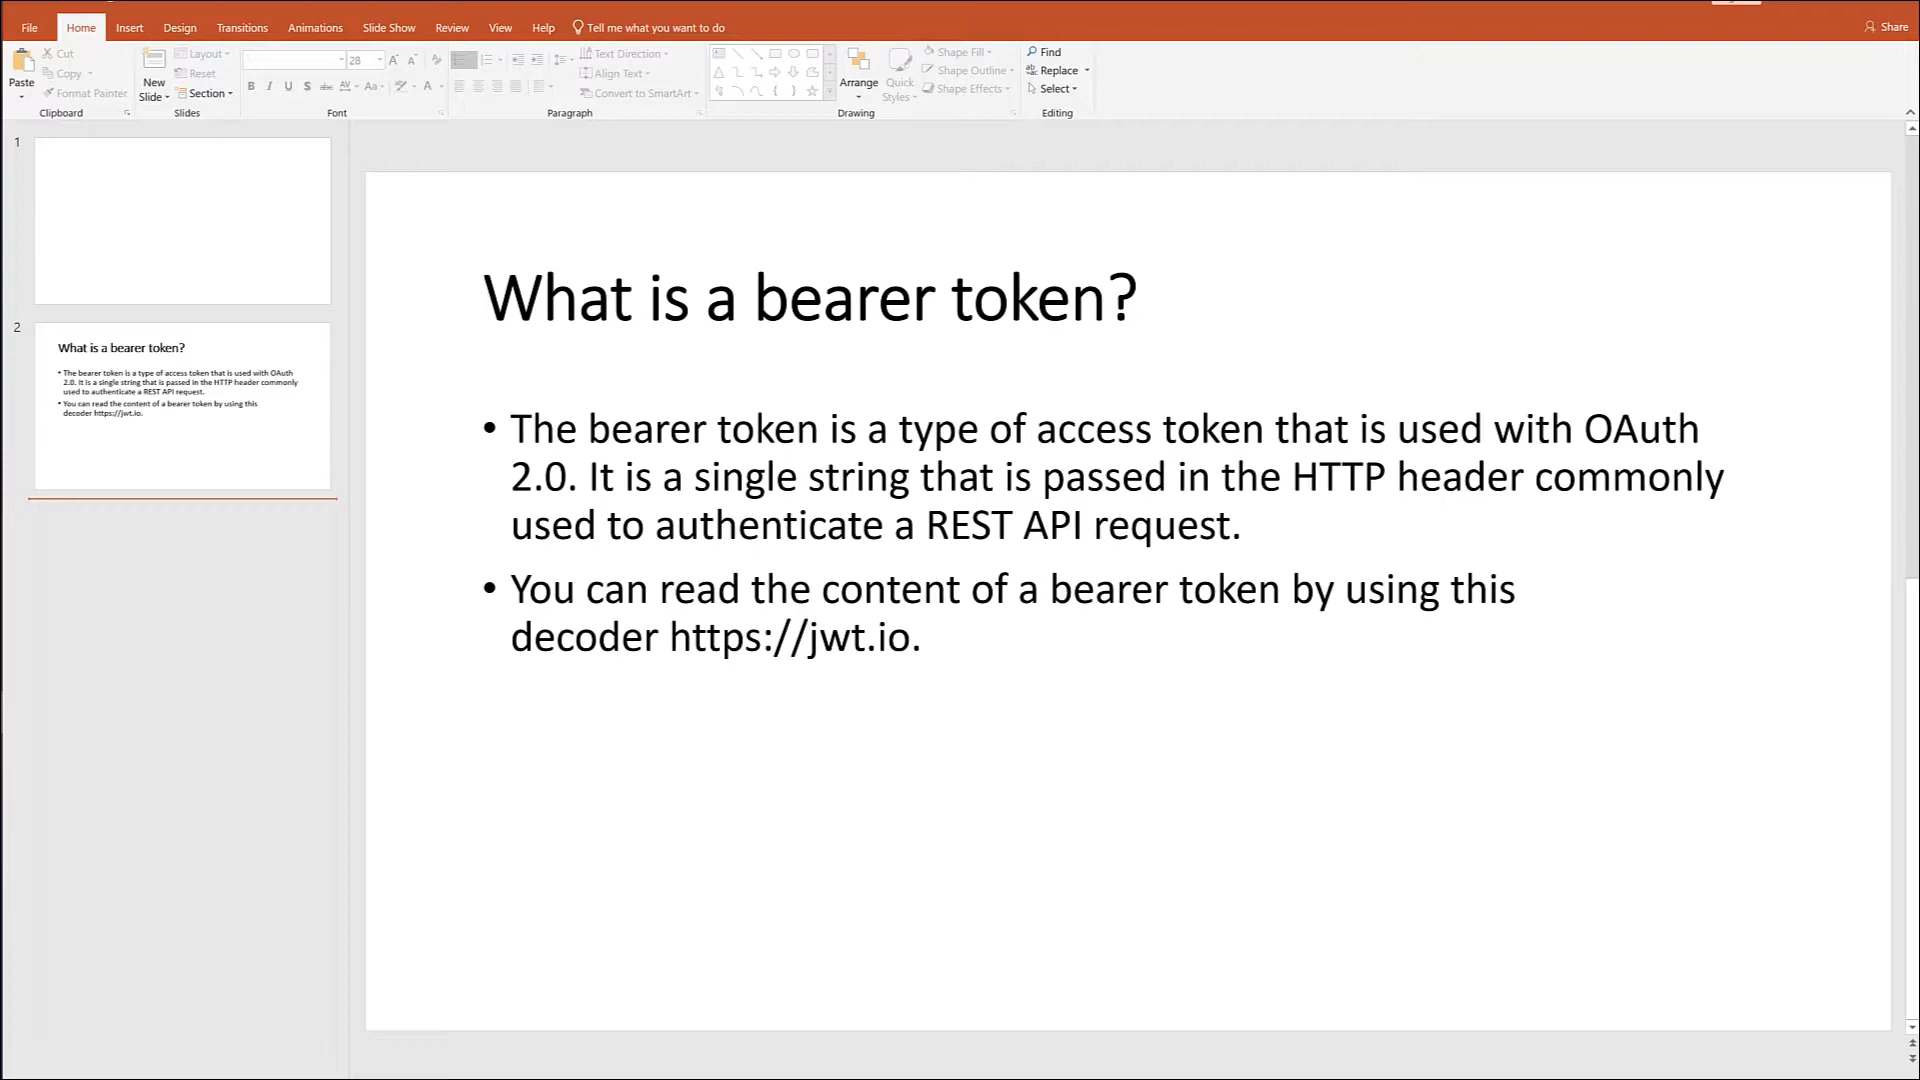 File Home Insert Design Transitions Animations Slide Show Review View Help Tell me what you want to do Share
Paste
Cut
Copy
Format Painter
Clipboard
New
Slide
Layout
Reset
Section
Slides
28
B I U S abc AV Aa A
Font
Text Direction
Align Text
Convert to SmartArt
Paragraph
Arrange
Quick
Styles
Shape Fill
Shape Outline
Shape Effects
Drawing
Find
Replace
Select
Editing
1
2
What is a bearer token?
• The bearer token is a type of access token that is used with OAuth
2.0. It is a single string that is passed in the HTTP header commonly
used to authenticate a REST API request.
• You can read the content of a bearer token by using this
decoder https://jwt.io.
What is a bearer token?
• The bearer token is a type of access token that is used with OAuth
2.0. It is a single string that is passed in the HTTP header commonly
used to authenticate a REST API request.
• You can read the content of a bearer token by using this
decoder https://jwt.io.